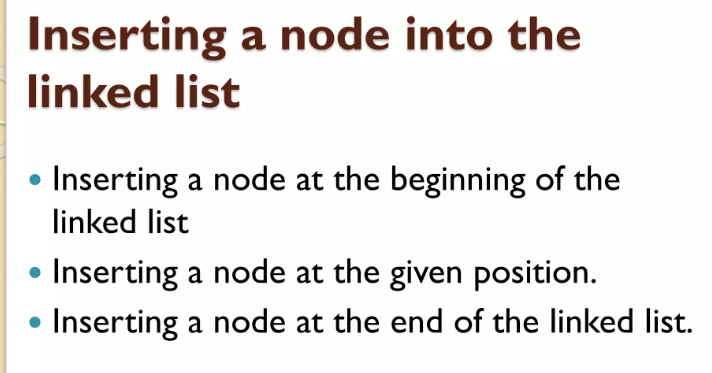 Inserting a node into the
linked list
• Inserting a node at the beginning of the
linked list
• Inserting a node at the given position.
• Inserting a node at the end of the linked list.